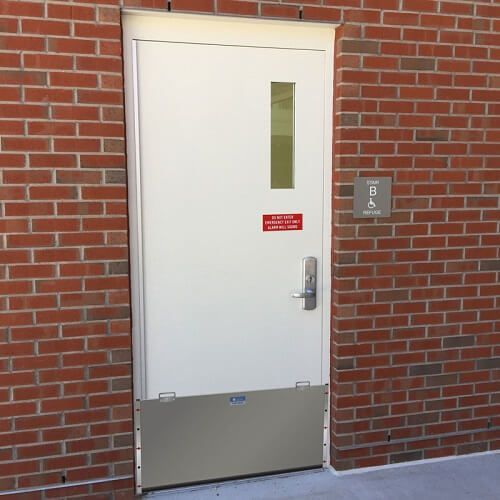 DO NOT ENTER
EMERGENCY EXIT ONLY
ALARM WILL SOUND
STAIR
B
REFUGE